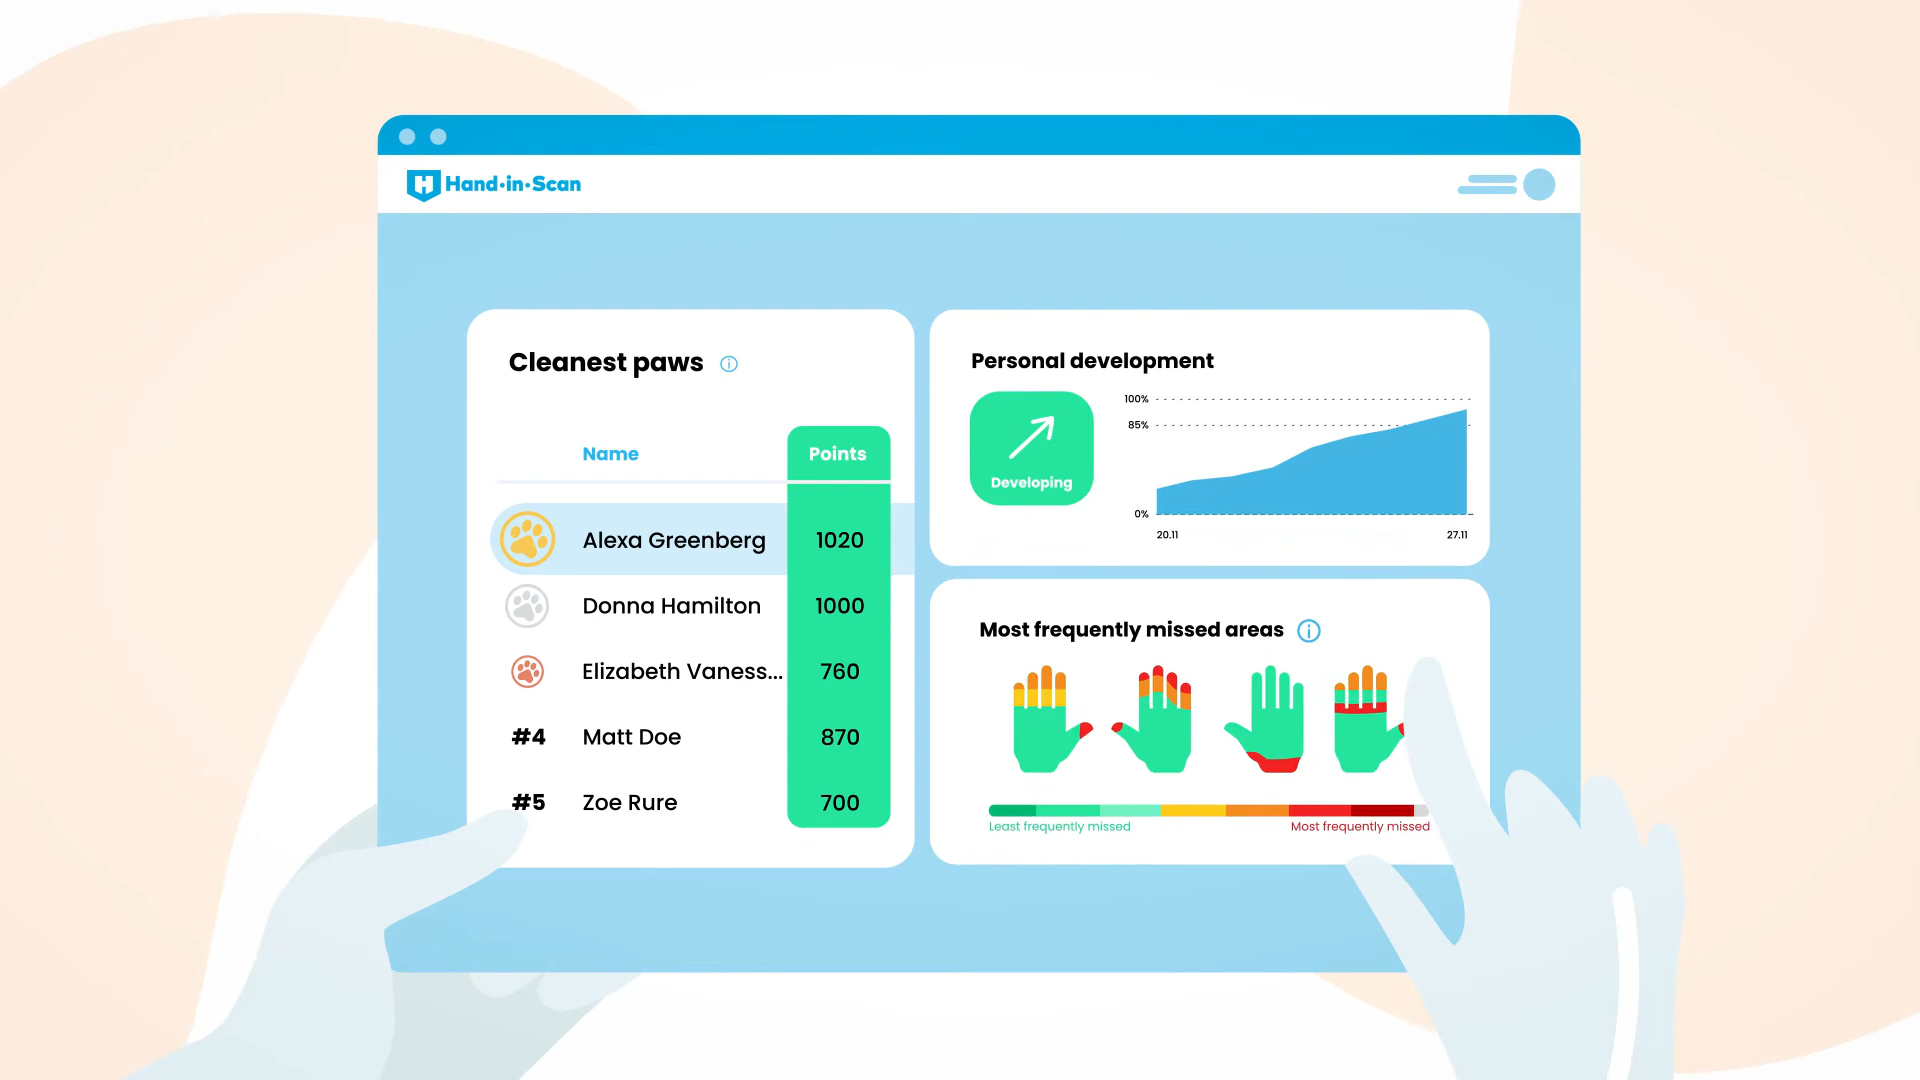 Hand-in-Scan
Cleanest paws
Name Points
Alexa Greenberg 1020
Donna Hamilton 1000
Elizabeth Vaness... 760
#4 Matt Doe 870
#5 Zoe Rure 700
Personal development
Developing
100%
85%
0%
20.11 27.11
Most frequently missed areas
Least frequently missed Most frequently missed